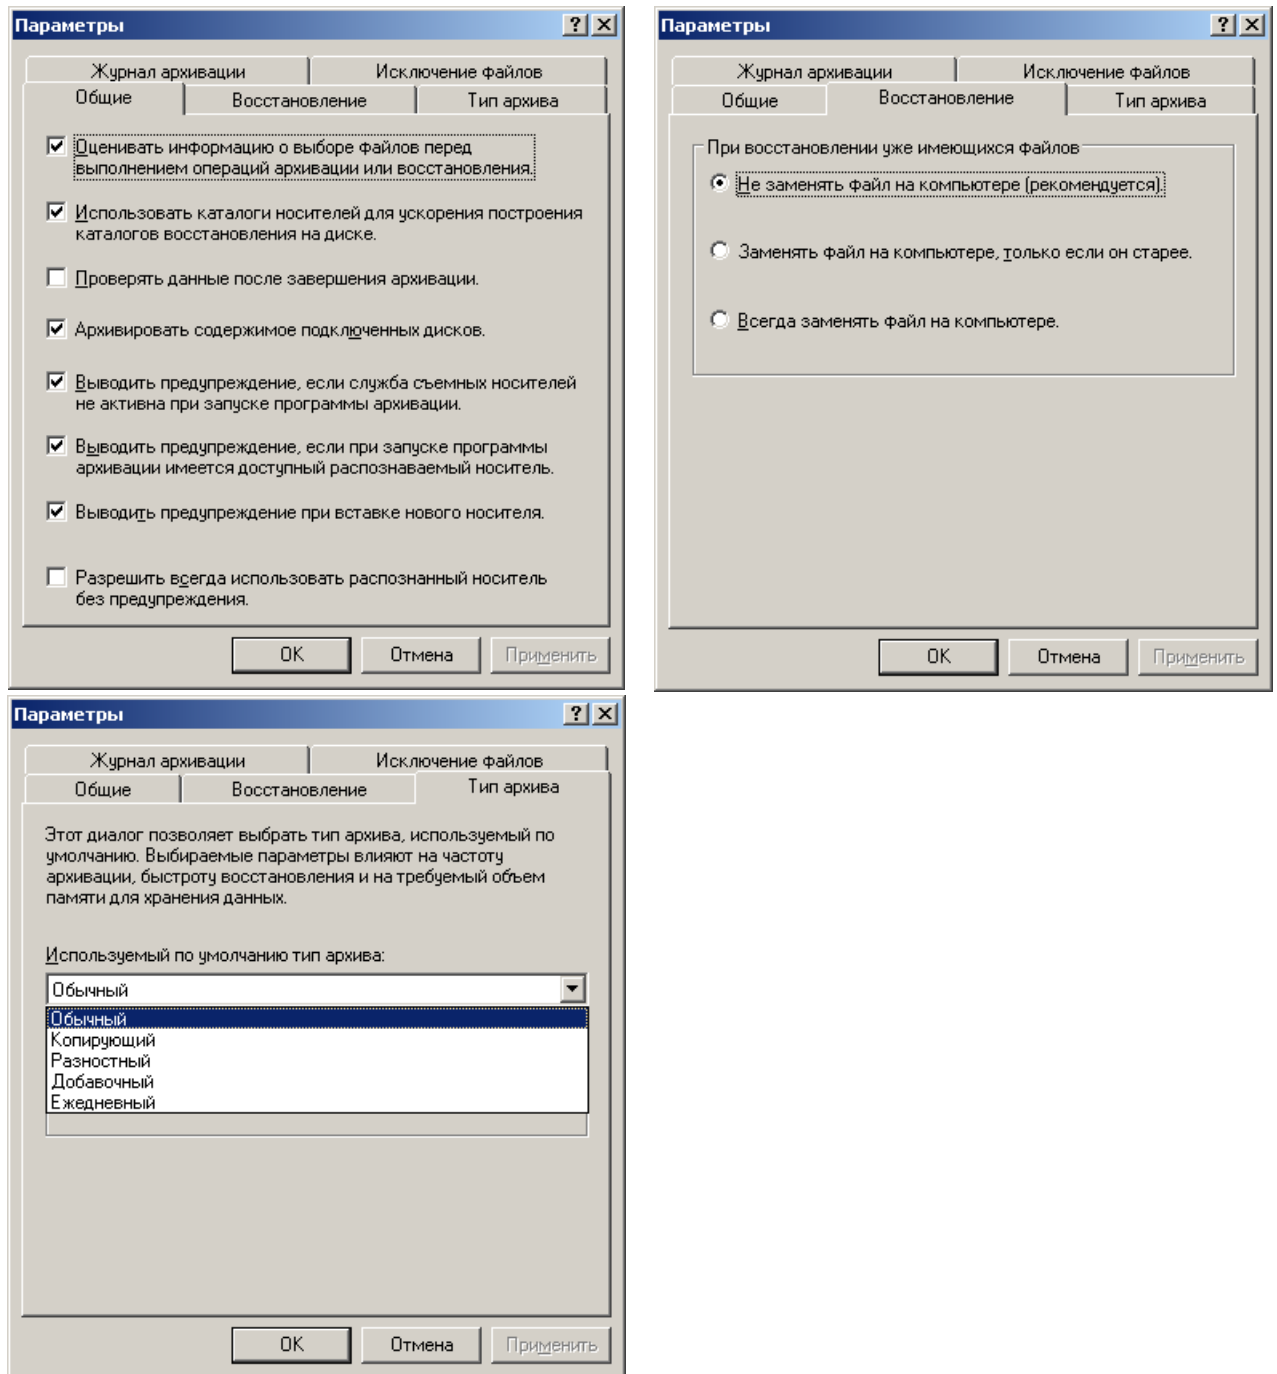 Параметры
Журнал архивации
Исключение файлов
Общие
Восстановление
Тип архива
Оценивать информацию о выборе файлов перед
выполнением операций архивации или восстановления.
Использовать каталоги носителей для ускорения построения
каталогов восстановления на диске.
Проверять данные после завершения архивации.
Архивировать содержимое подключенных дисков.
Выводить предупреждение, если служба съемных носителей
не активна при запуске программы архивации.
Выводить предупреждение, если при запуске программы
архивации имеется доступный распознаваемый носитель.
Выводить предупреждение при вставке нового носителя.
Разрешить всегда использовать распознанный носитель
без предупреждения.
OK
Отмена
Применить
Параметры
Журнал архивации
Исключение файлов
Общие
Восстановление
Тип архива
При восстановлении уже имеющихся файлов
Не заменять файл на компьютере (рекомендуется).
Заменять файл на компьютере, только если он старее.
Всегда заменять файл на компьютере.
OK
Отмена
Применить
Параметры
Журнал архивации
Исключение файлов
Общие
Восстановление
Тип архива
Этот диалог позволяет выбрать тип архива, используемый по
умолчанию. Выбираемые параметры влияют на частоту
архивации, быстроту восстановления и на требуемый объем
памяти для хранения данных.
Используемый по умолчанию тип архива:
Обычный
Обычный
Копирующий
Разностный
Добавочный
Ежедневный
OK
Отмена
Применить